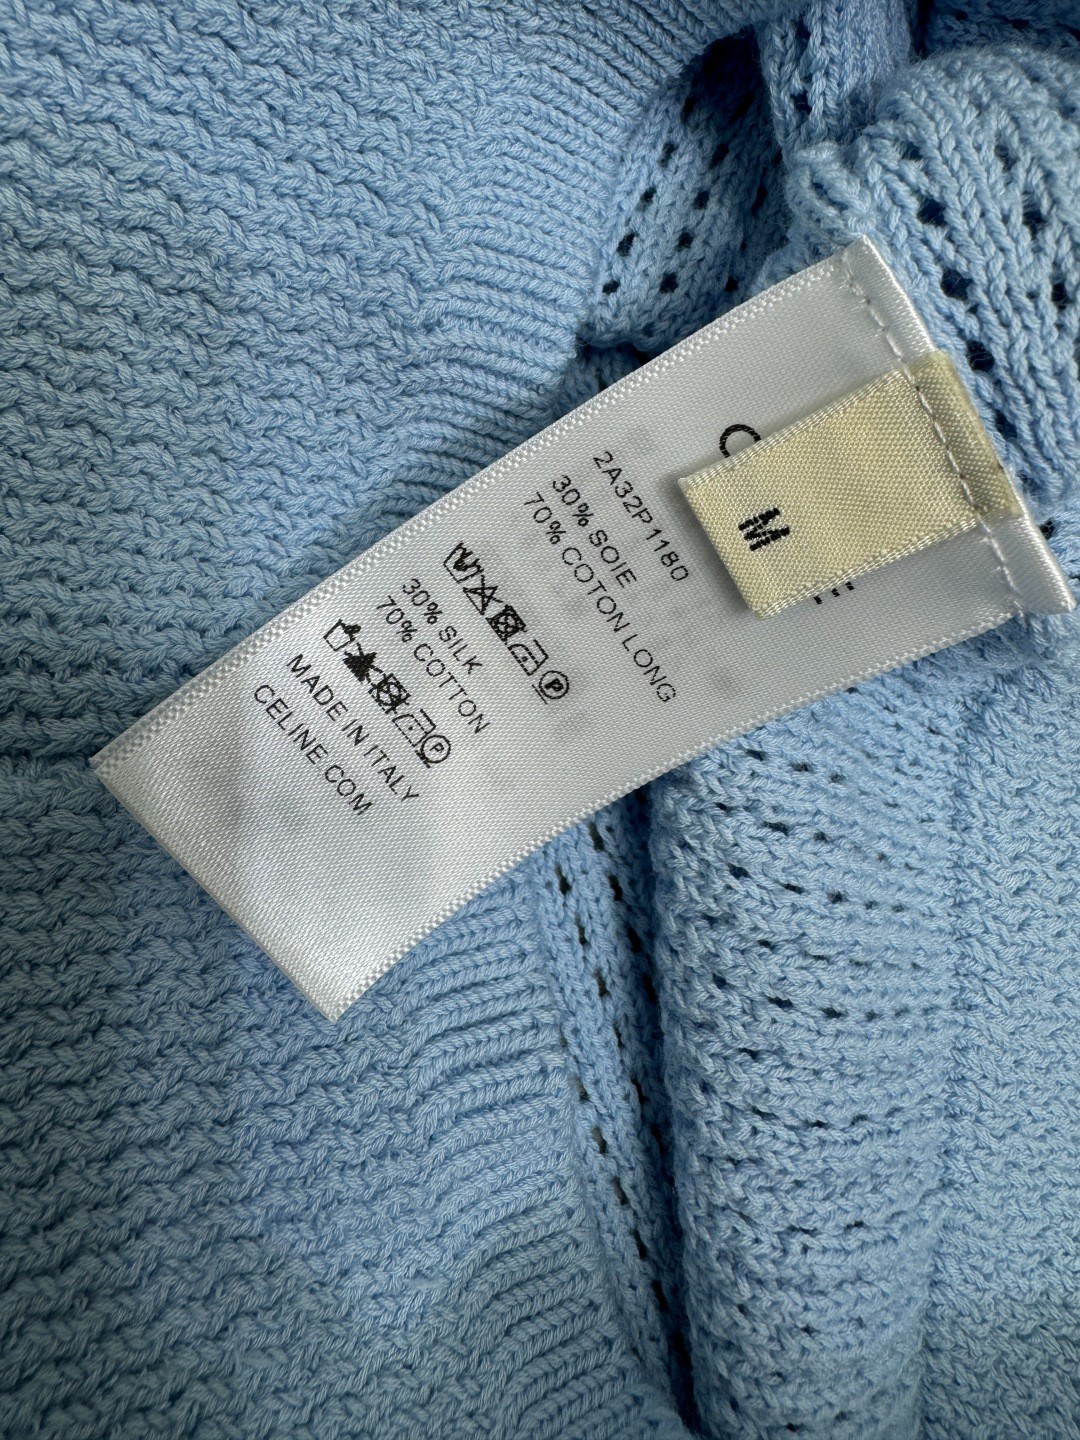 M
2A32P1180
30% SOIE
70% COTON LONG
30% SILK
70% COTTON
MADE IN ITALY
CELINE.COM